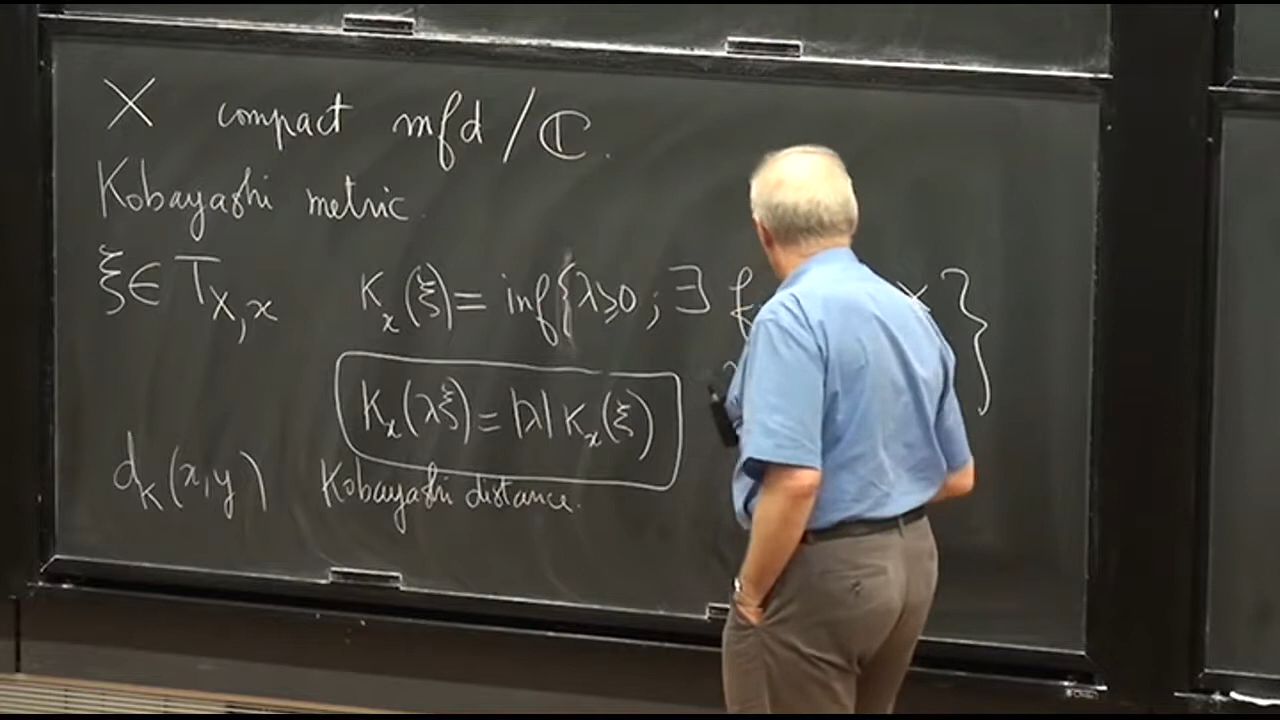 X compact mfd / ℂ.
Kobayashi metric.
ξ ∈ T_{X,x} K_x(ξ) = inf{λ ≥ 0 ; ∃ f X }
K_x(λξ) = |λ| K_x(ξ)
d_K(x,y) Kobayashi distance.